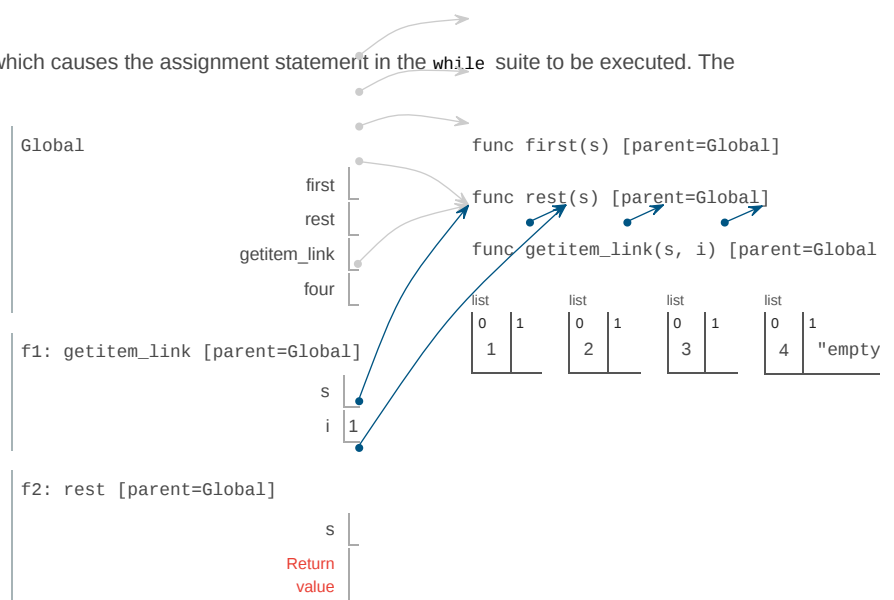 which causes the assignment statement in the while suite to be executed. The
Global
first
rest
getitem_link
four
func first(s) [parent=Global]
func rest(s) [parent=Global]
func getitem_link(s, i) [parent=Global
list list list list
0 1 0 1 0 1 0 1
1 2 3 4 "empty
f1: getitem_link [parent=Global]
s
i 1
f2: rest [parent=Global]
s
Return
value